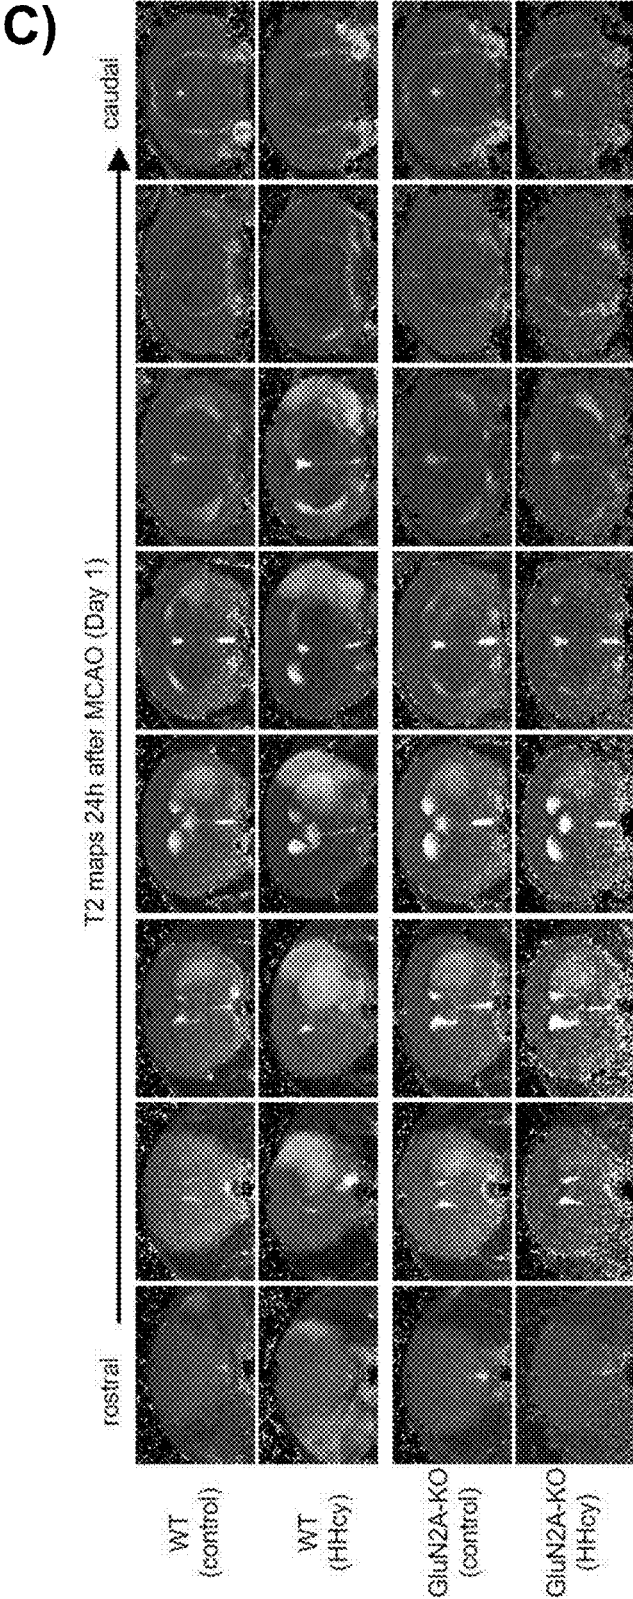 C)
T2 maps 24h after MCAO (Day 1)
rostral
caudal
WT
(control)
WT
(HHcy)
GluN2A-KO
(control)
GluN2A-KO
(HHcy)